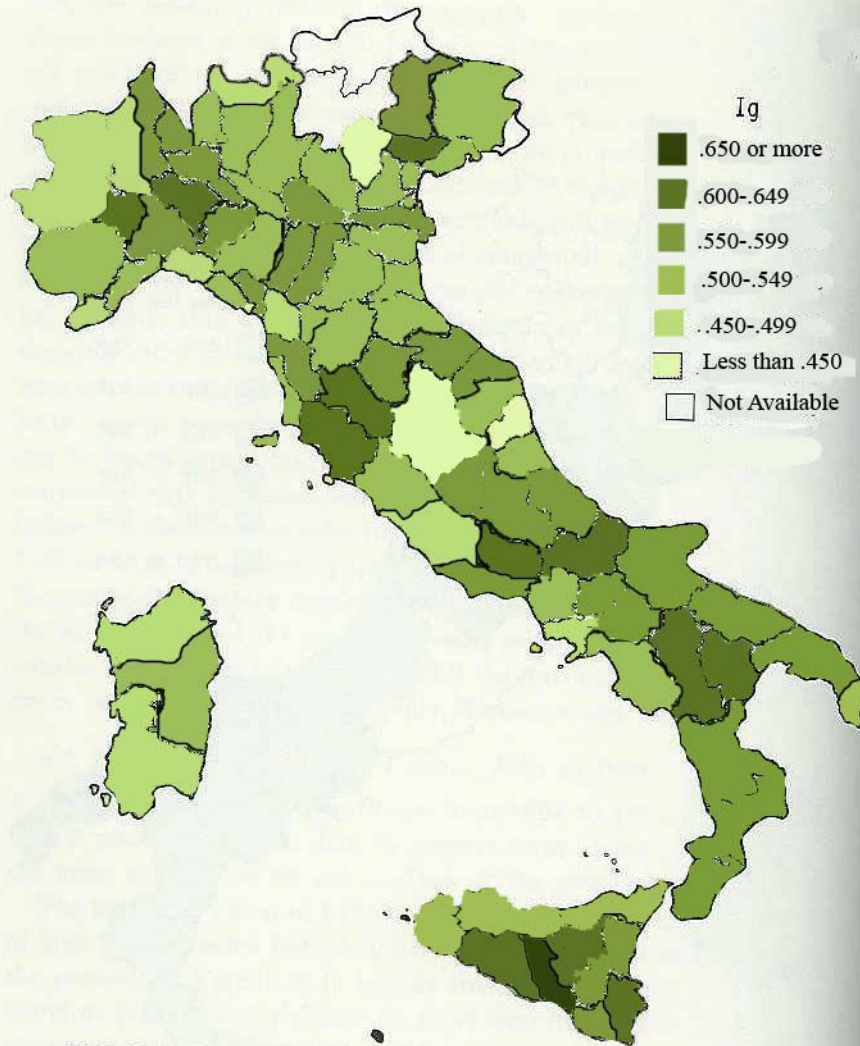 Ig
.650 or more
.600-.649
.550-.599
.500-.549
.450-.499
Less than .450
Not Available